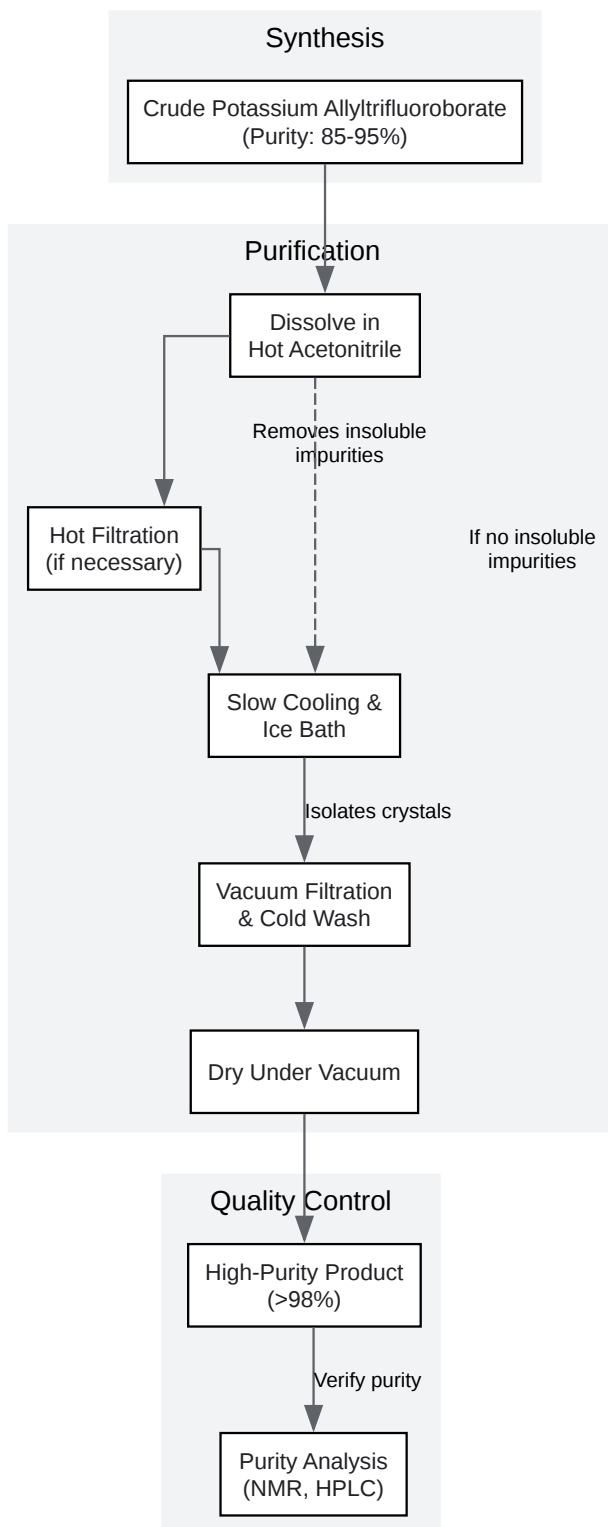 Synthesis
Crude Potassium Allyltrifluoroborate
(Purity: 85-95%)
Purification
Dissolve in
Hot Acetonitrile
Removes insoluble
impurities
Hot Filtration
(if necessary)
If no insoluble
impurities
Slow Cooling &
Ice Bath
Isolates crystals
Vacuum Filtration
& Cold Wash
Dry Under Vacuum
Quality Control
High-Purity Product
(>98%)
Verify purity
Purity Analysis
(NMR, HPLC)